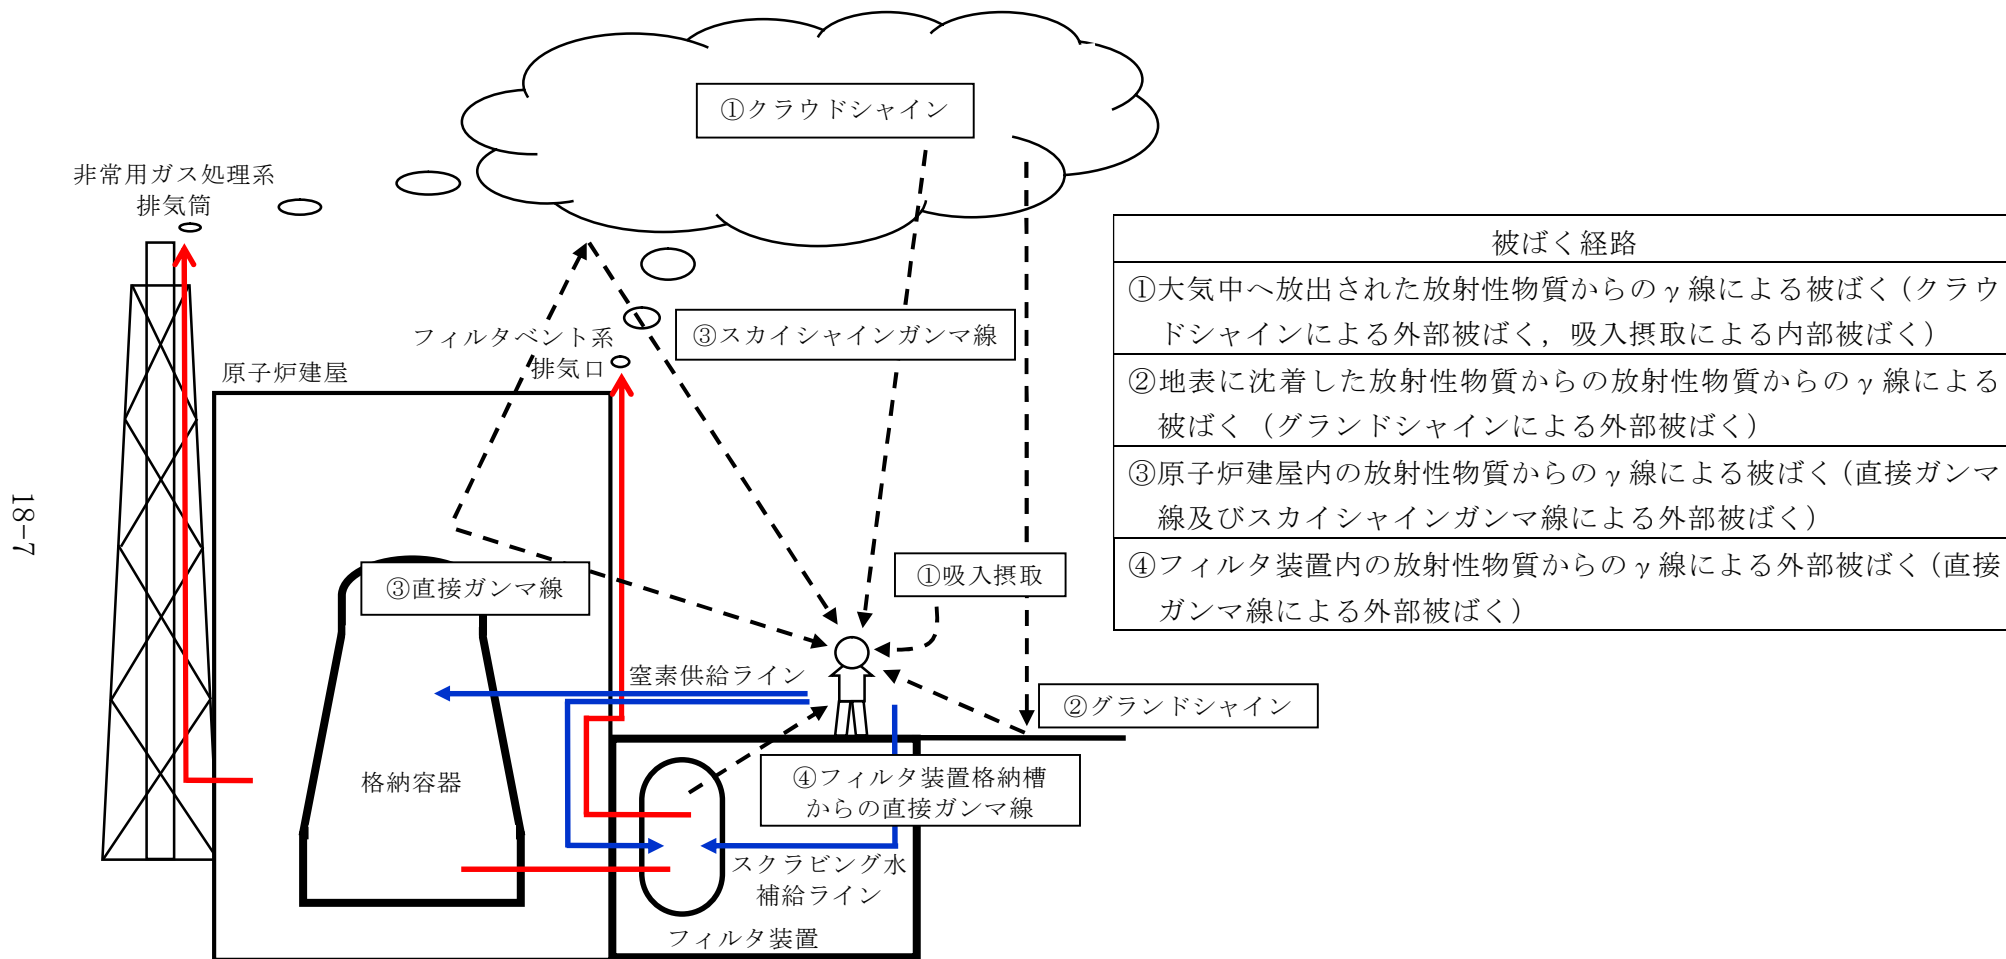 ①クラウドシャイン
非常用ガス処理系
排気筒
③スカイシャインガンマ線
フィルタベント系
排気口
原子炉建屋
③直接ガンマ線
①吸入摂取
窒素供給ライン
②グランドシャイン
格納容器
④フィルタ装置格納槽
からの直接ガンマ線
スクラビング水
補給ライン
フィルタ装置
被ばく経路
①大気中へ放出された放射性物質からのγ線による被ばく(クラウ
ドシャインによる外部被ばく,吸入摂取による内部被ばく)
②地表に沈着した放射性物質からの放射性物質からのγ線による
被ばく(グランドシャインによる外部被ばく)
③原子炉建屋内の放射性物質からのγ線による被ばく(直接ガンマ
線及びスカイシャインガンマ線による外部被ばく)
④フィルタ装置内の放射性物質からのγ線による外部被ばく(直接
ガンマ線による外部被ばく)
18-7